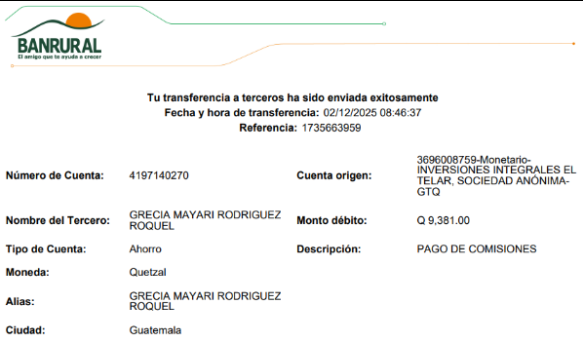 BANRURAL
El amigo que te ayuda a crecer
Tu transferencia a terceros ha sido enviada exitosamente
Fecha y hora de transferencia: 02/12/2025 08:46:37
Referencia: 1735663959
Número de Cuenta: 4197140270
Cuenta origen: 3696008759-Monetario-
INVERSIONES INTEGRALES EL
TELAR, SOCIEDAD ANÓNIMA-
GTQ
Nombre del Tercero: GRECIA MAYARI RODRIGUEZ
ROQUEL
Monto débito: Q 9,381.00
Tipo de Cuenta: Ahorro
Descripción: PAGO DE COMISIONES
Moneda: Quetzal
Alias: GRECIA MAYARI RODRIGUEZ
ROQUEL
Ciudad: Guatemala